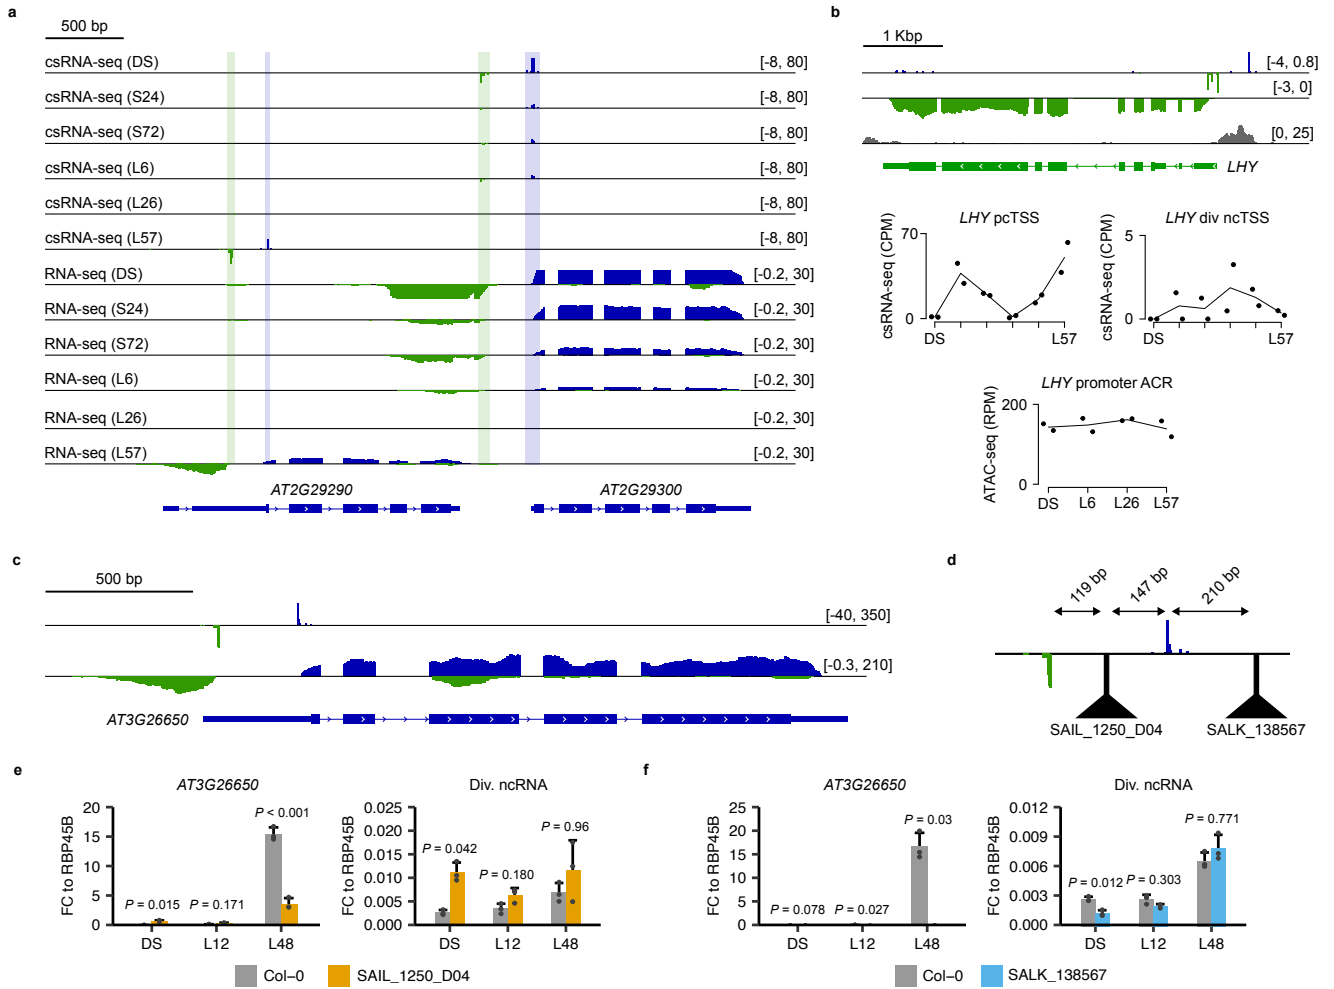 a
500 bp
csRNA-seq (DS) [-8, 80]
csRNA-seq (S24) [-8, 80]
csRNA-seq (S72) [-8, 80]
csRNA-seq (L6) [-8, 80]
csRNA-seq (L26) [-8, 80]
csRNA-seq (L57) [-8, 80]
RNA-seq (DS) [-0.2, 30]
RNA-seq (S24) [-0.2, 30]
RNA-seq (S72) [-0.2, 30]
RNA-seq (L6) [-0.2, 30]
RNA-seq (L26) [-0.2, 30]
RNA-seq (L57) [-0.2, 30]
AT2G29290 AT2G29300
b
1 Kbp
[-4, 0.8]
[-3, 0]
[0, 25]
LHY
LHY pcTSS
csRNA-seq (CPM)
70
0
DS L57
LHY div ncTSS
csRNA-seq (CPM)
5
0
DS L57
LHY promoter ACR
ATAC-seq (RPM)
200
0
DS L6 L26 L57
c
500 bp
[-40, 350]
[-0.3, 210]
AT3G26650
d
119 bp 147 bp 210 bp
SAIL_1250_D04 SALK_138567
e
AT3G26650
FC to RBP45B
20
15
10
5
0
P = 0.015 P = 0.171 P < 0.001
DS L12 L48
Div. ncRNA
FC to RBP45B
0.025
0.020
0.015
0.010
0.005
0.000
P = 0.042 P = 0.180 P = 0.96
DS L12 L48
Col–0 SAIL_1250_D04
f
AT3G26650
FC to RBP45B
25
20
15
10
5
0
P = 0.078 P = 0.027 P = 0.03
DS L12 L48
Div. ncRNA
FC to RBP45B
0.012
0.009
0.006
0.003
0.000
P = 0.012 P = 0.303 P = 0.771
DS L12 L48
Col–0 SALK_138567